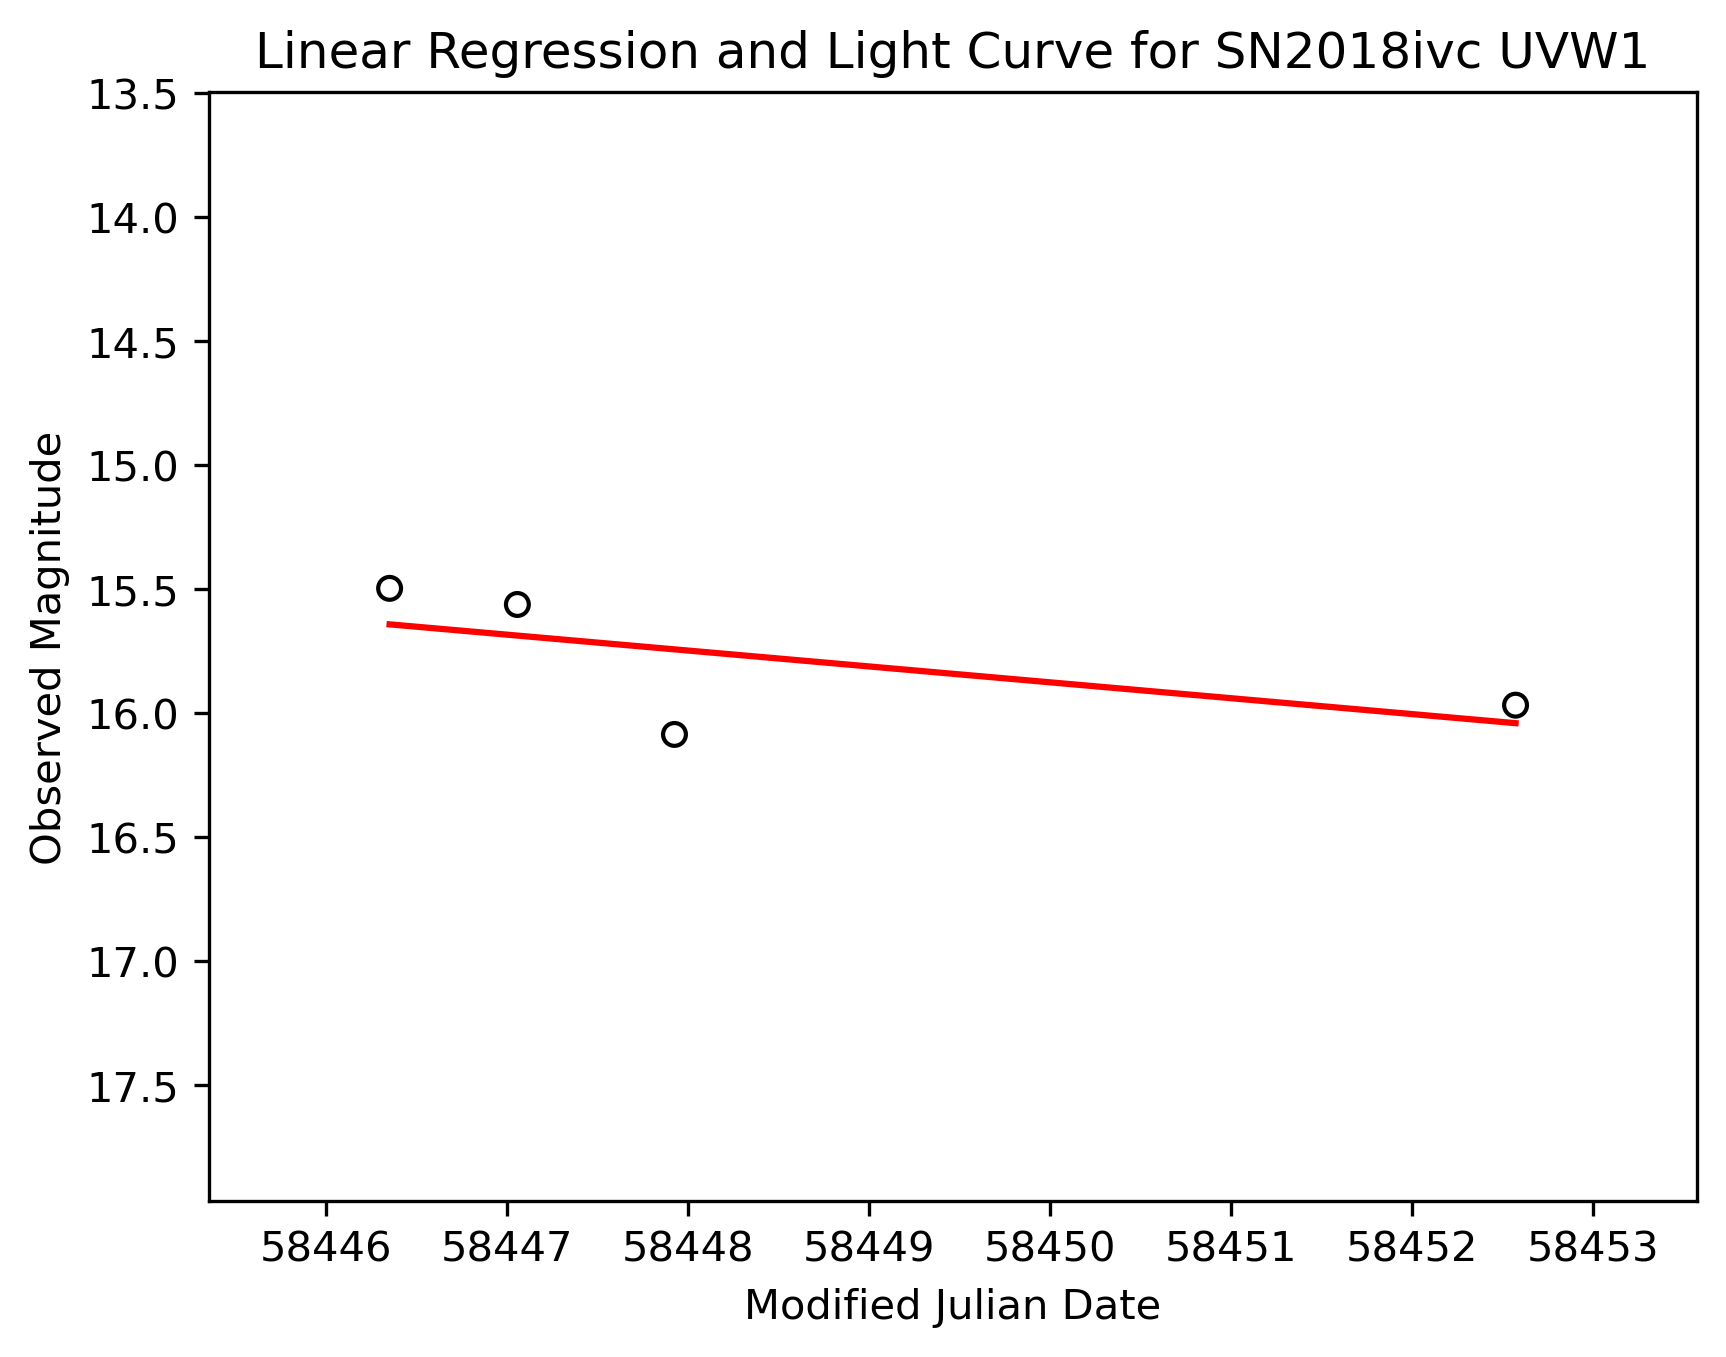 Linear Regression and Light Curve for SN2018ivc UVW1
13.5
14.0
14.5
15.0
15.5
16.0
16.5
17.0
17.5
Observed Magnitude
58446 58447 58448 58449 58450 58451 58452 58453
Modified Julian Date